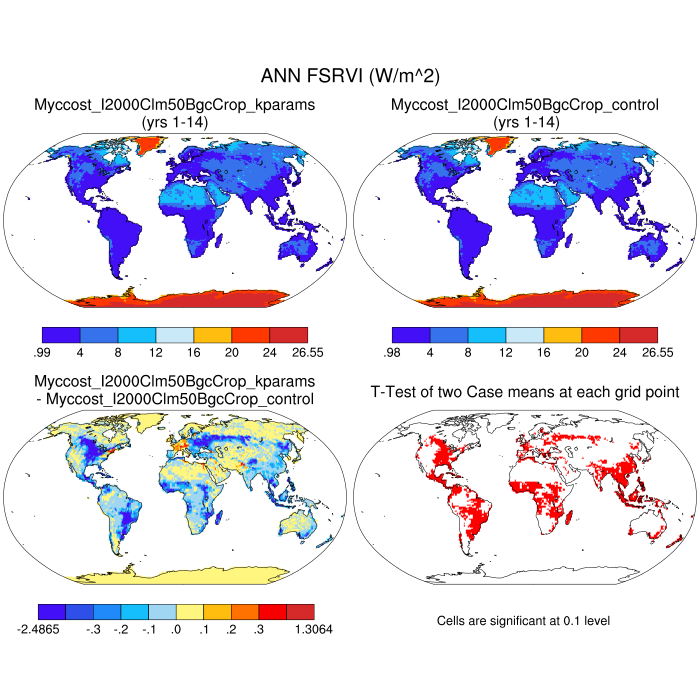 ANN FSRVI (W/m^2)
Myccost_I2000Clm50BgcCrop_kparams
(yrs 1-14)
Myccost_I2000Clm50BgcCrop_control
(yrs 1-14)
.99 4 8 12 16 20 24 26.55
.98 4 8 12 16 20 24 26.55
Myccost_I2000Clm50BgcCrop_kparams
- Myccost_I2000Clm50BgcCrop_control
T-Test of two Case means at each grid point
-2.4865 -.3 -.2 -.1 .0 .1 .2 .3 1.3064
Cells are significant at 0.1 level